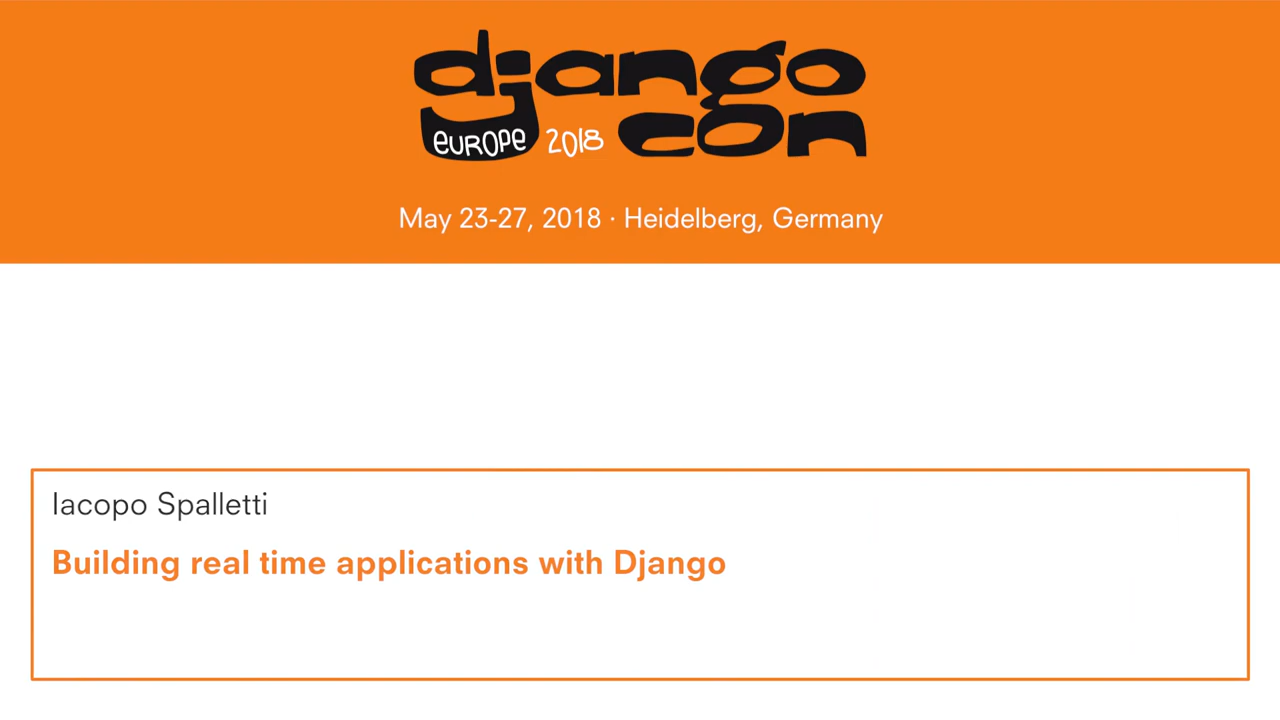 django
con
EUROPE 2018
May 23-27, 2018 · Heidelberg, Germany
Iacopo Spalletti
Building real time applications with Django